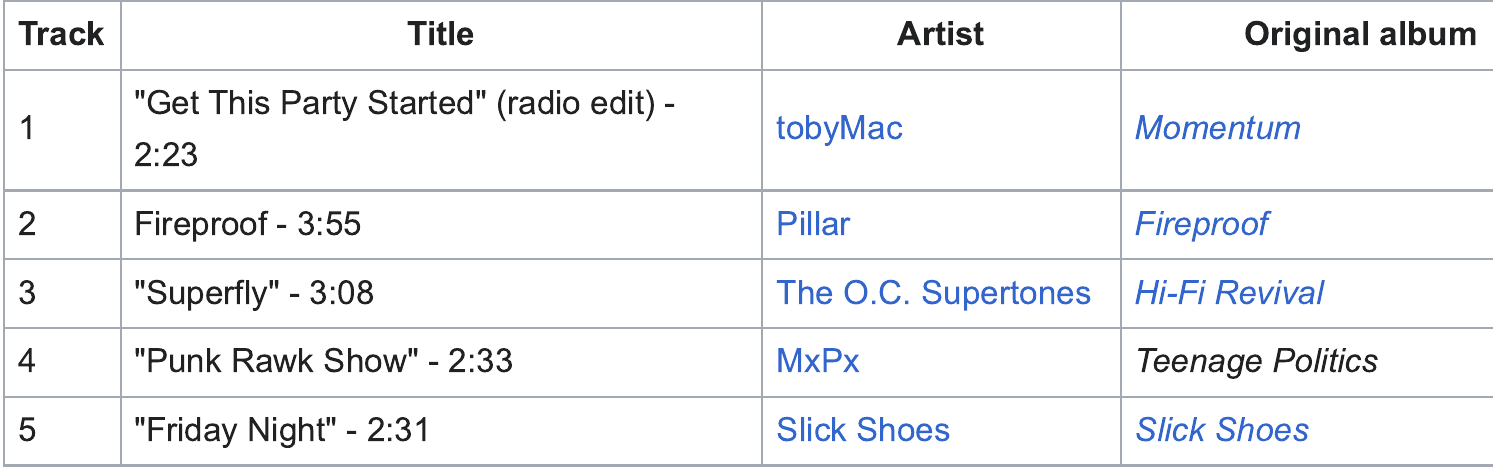 Track Title Artist Original album
1 "Get This Party Started" (radio edit) - 2:23 tobyMac Momentum
2 Fireproof - 3:55 Pillar Fireproof
3 "Superfly" - 3:08 The O.C. Supertones Hi-Fi Revival
4 "Punk Rawk Show" - 2:33 MxPx Teenage Politics
5 "Friday Night" - 2:31 Slick Shoes Slick Shoes